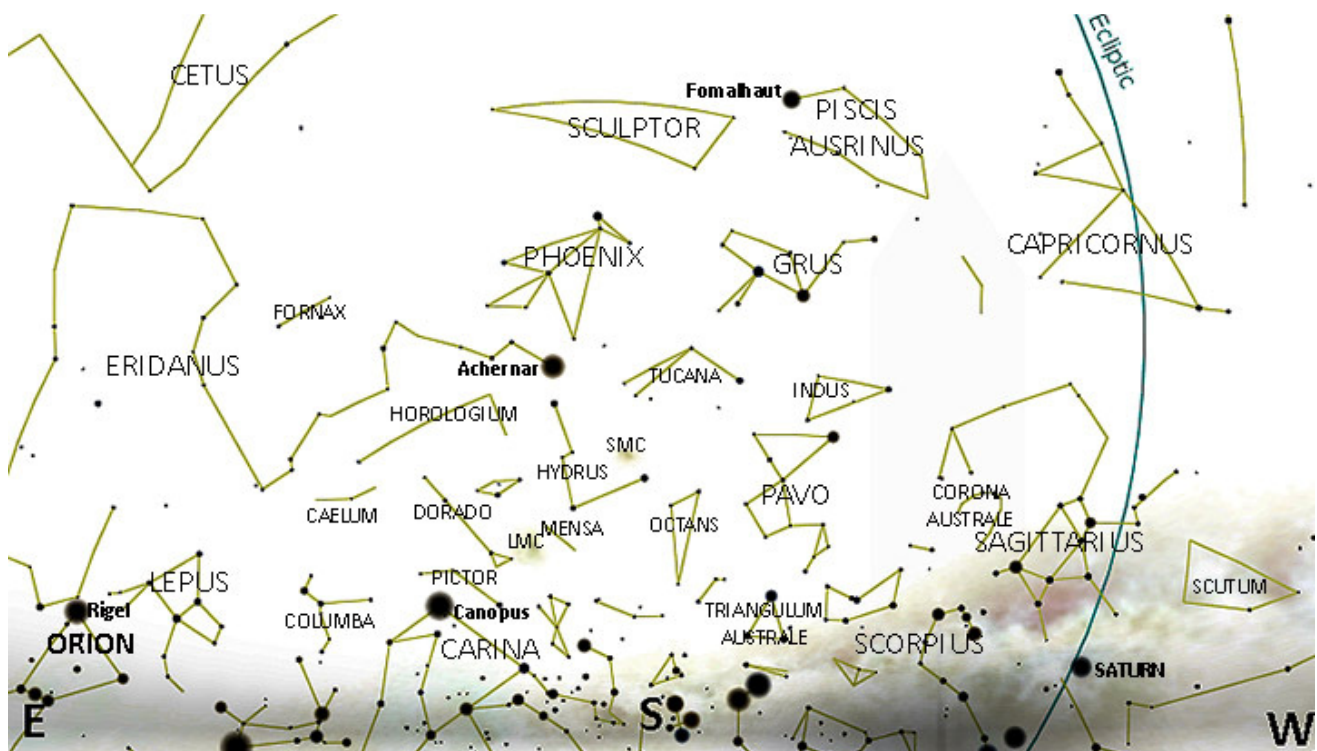 Ecliptic
CETUS
Fomalhaut
PISCIS
SCULPTOR
AUSRINUS
PHOENIX
GRUS
CAPRICORNUS
FORNAX
ERIDANUS
Achernar
TUCANA
INDUS
HOROLOGIUM
SMC
HYDRUS
PAVO
CORONA
AUSTRALE
CAELUM
DORADO
MENSA
OCTANS
LMC
SAGITTARIUS
LEPUS
PICTOR
SCUTUM
Rigel
Canopus
COLUMBA
TRIANGULUM
AUSTRALE
ORION
CARINA
SCORPIUS
SATURN
E
S
W